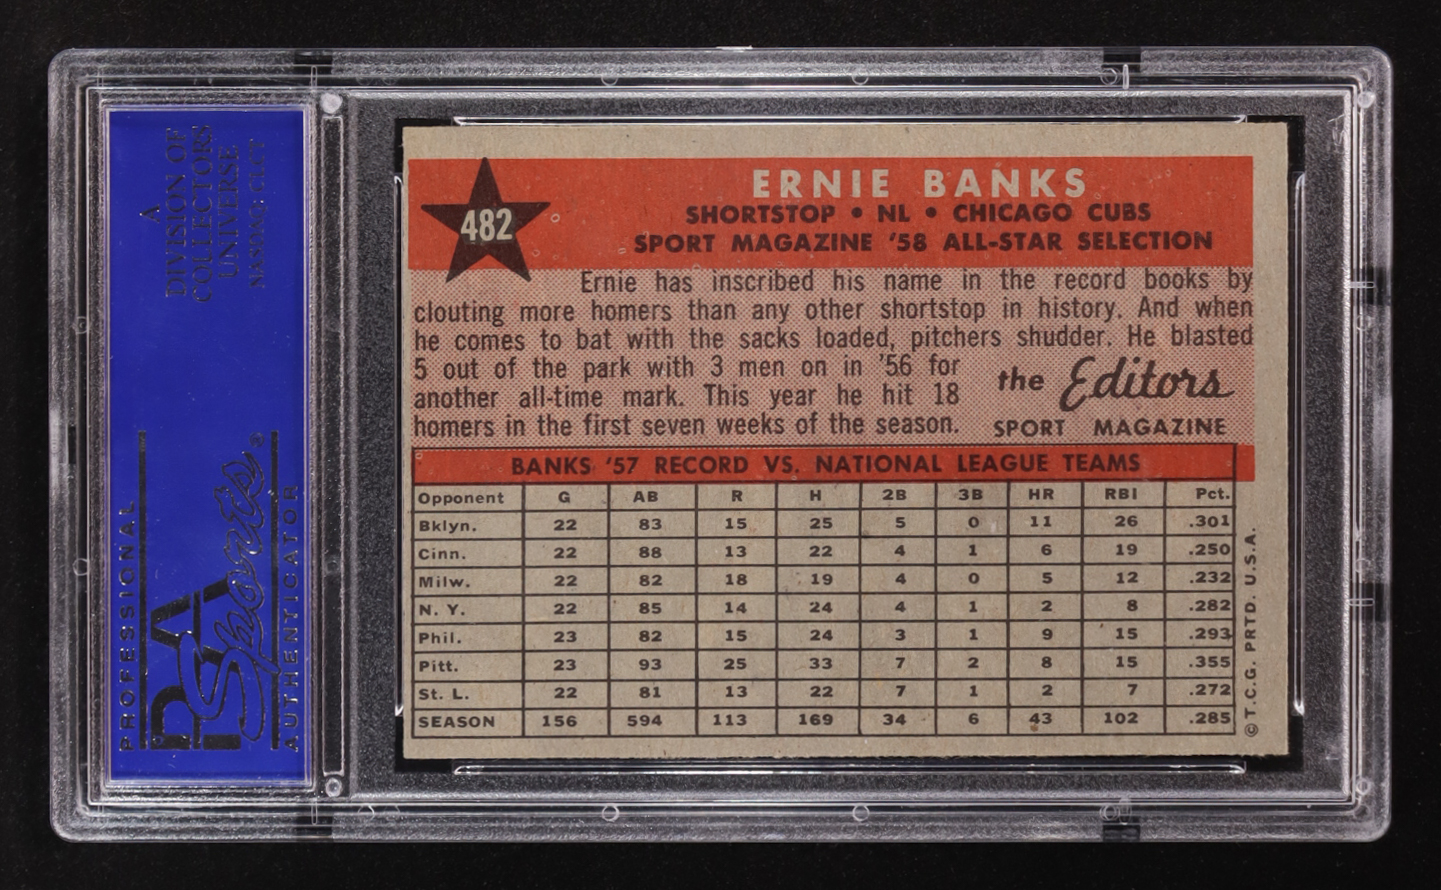 A
DIVISION OF
COLLECTORS
UNIVERSE
NASDAQ: CLCT
PROFESSIONAL
PSA
Sports®
AUTHENTICATOR
482
ERNIE BANKS
SHORTSTOP • NL • CHICAGO CUBS
SPORT MAGAZINE '58 ALL-STAR SELECTION
Ernie has inscribed his name in the record books by
clouting more homers than any other shortstop in history. And when
he comes to bat with the sacks loaded, pitchers shudder. He blasted
5 out of the park with 3 men on in '56 for
another all-time mark. This year he hit 18
homers in the first seven weeks of the season.
the Editors
SPORT MAGAZINE
BANKS '57 RECORD VS. NATIONAL LEAGUE TEAMS
Opponent G AB R H 2B 3B HR RBI Pct.
Bklyn. 22 83 15 25 5 0 11 26 .301
Cinn. 22 88 13 22 4 1 6 19 .250
Milw. 22 82 18 19 4 0 5 12 .232
N. Y. 22 85 14 24 4 1 2 8 .282
Phil. 23 82 15 24 3 1 9 15 .293
Pitt. 23 93 25 33 7 2 8 15 .355
St. L. 22 81 13 22 7 1 2 7 .272
SEASON 156 594 113 169 34 6 43 102 .285
© T.C.G. PRTD. U.S.A.